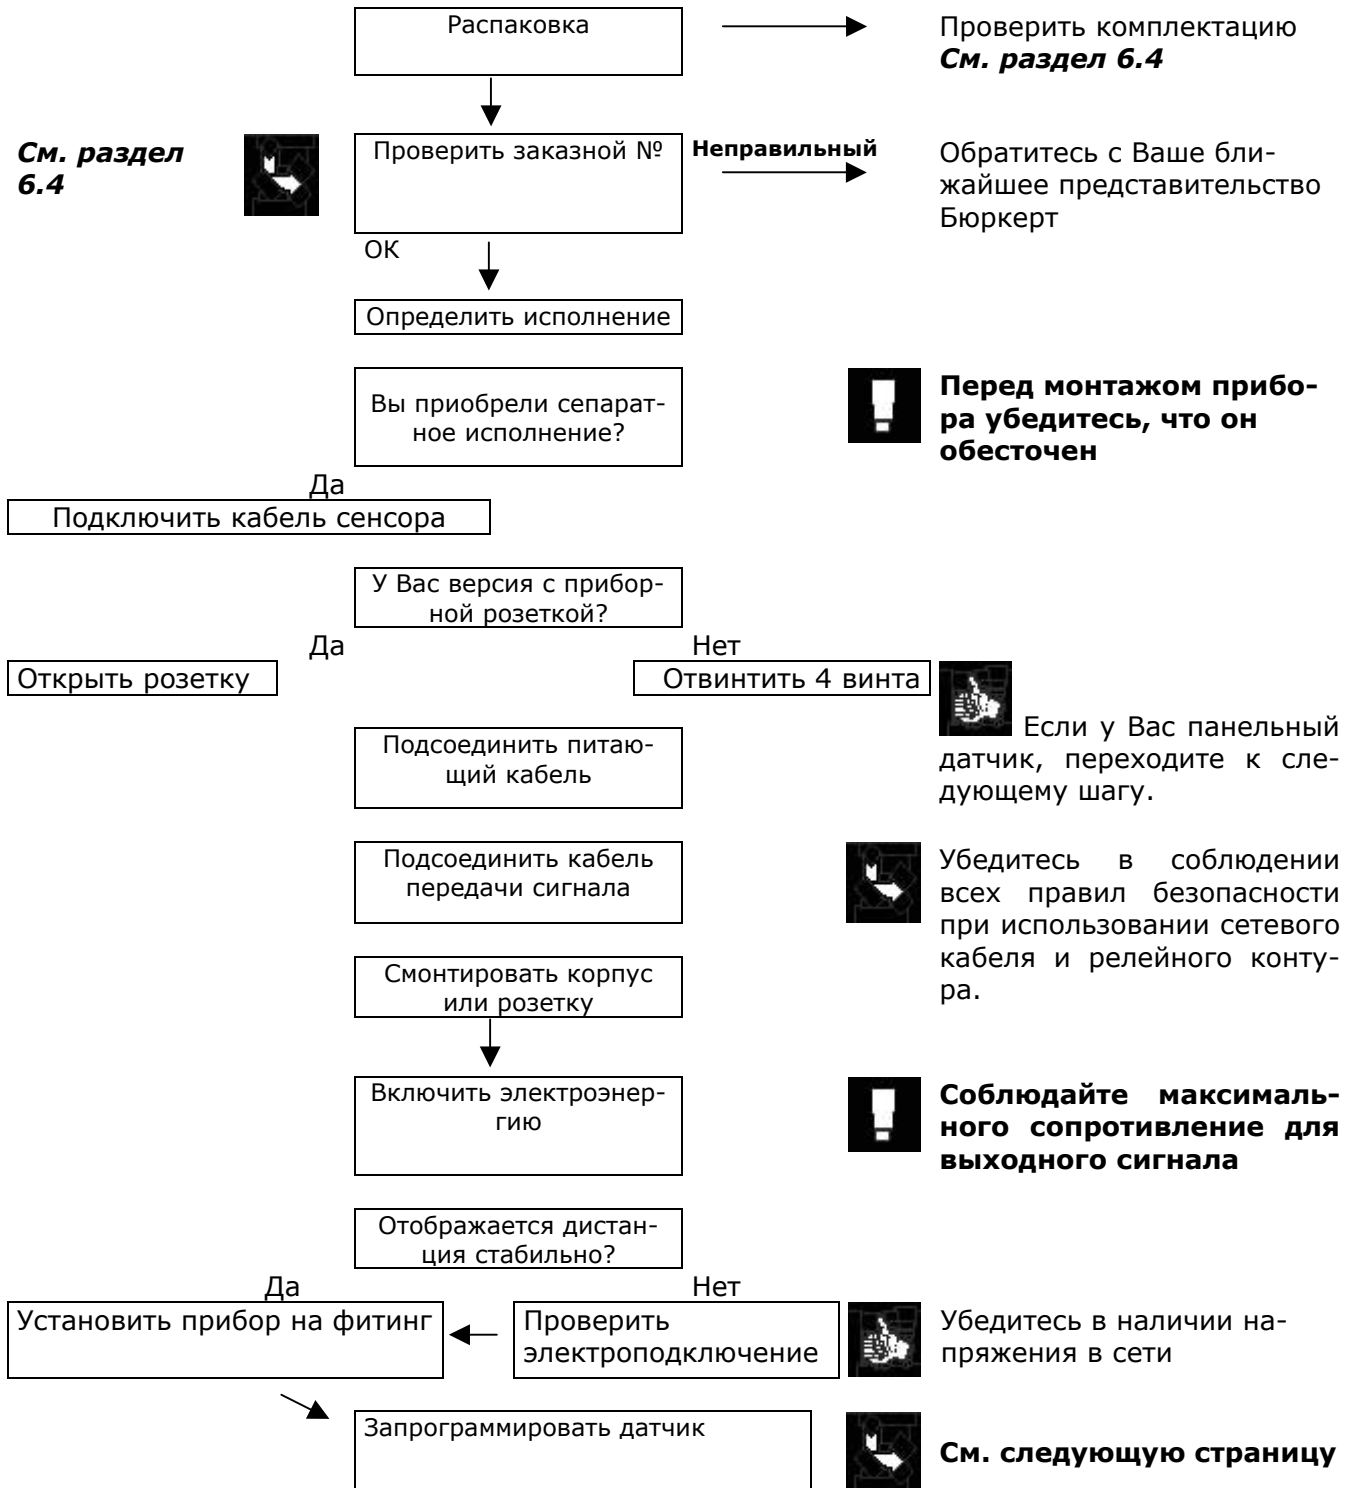 Распаковка
Проверить комплектацию
См. раздел 6.4
См. раздел
6.4
Проверить заказной №
Неправильный
Обратитесь с Ваше бли-
жайшее представительство
Бюркерт
ОК
Определить исполнение
Вы приобрели сепарат-
ное исполнение?
Перед монтажом прибо-
ра убедитесь, что он
обесточен
Да
Подключить кабель сенсора
У Вас версия с прибор-
ной розеткой?
Да
Нет
Открыть розетку
Отвинтить 4 винта
Если у Вас панельный
датчик, переходите к сле-
дующему шагу.
Подсоединить питаю-
щий кабель
Подсоединить кабель
передачи сигнала
Убедитесь в соблюдении
всех правил безопасности
при использовании сетевого
кабеля и релейного конту-
ра.
Смонтировать корпус
или розетку
Включить электроэнер-
гию
Соблюдайте максималь-
ного сопротивление для
выходного сигнала
Отображается дистан-
ция стабильно?
Да
Нет
Установить прибор на фитинг
Проверить
электроподключение
Убедитесь в наличии на-
пряжения в сети
Запрограммировать датчик
См. следующую страницу